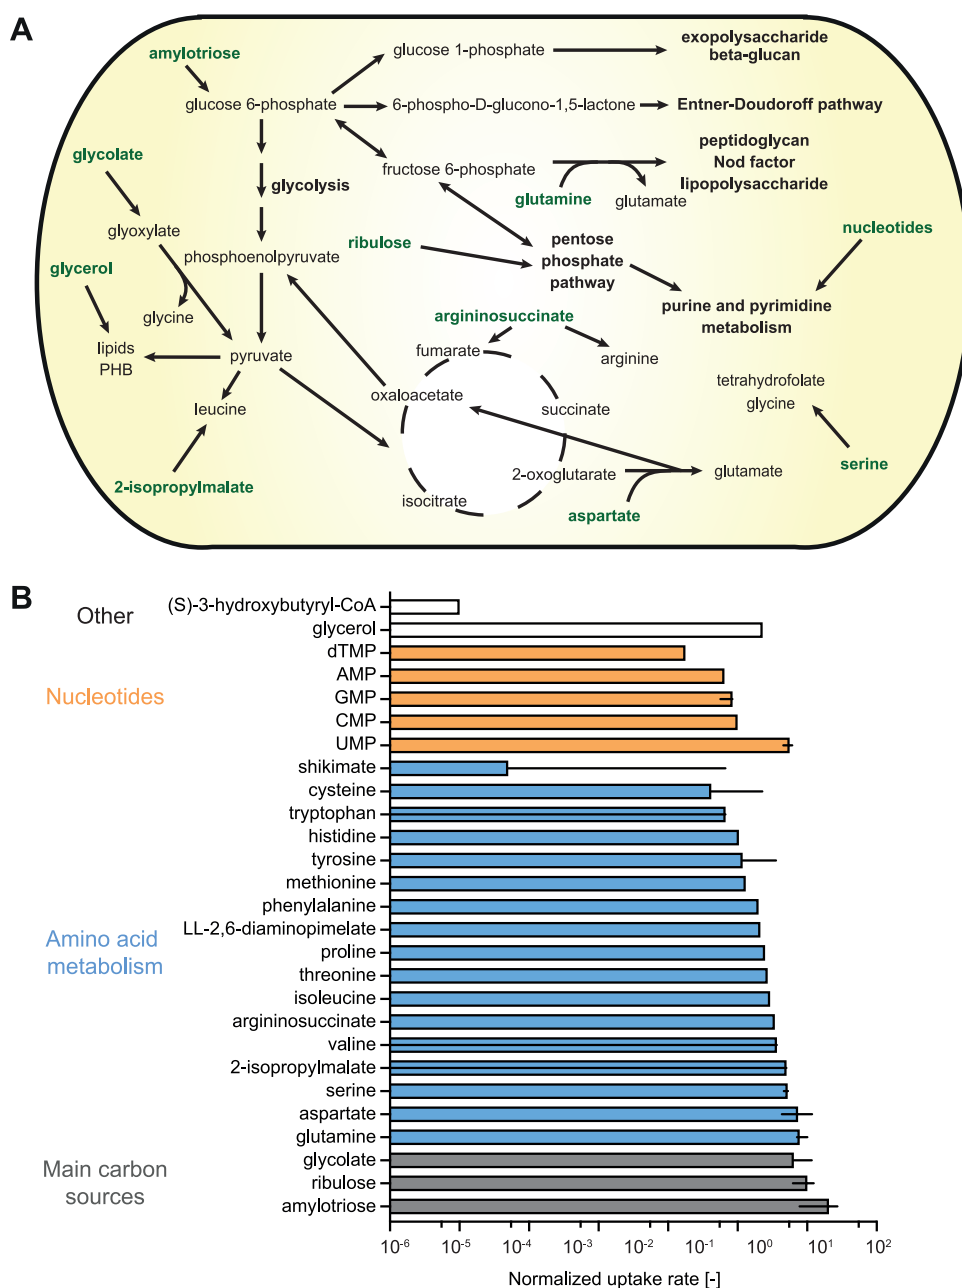 A
amylotriose
glucose 1-phosphate
exopolysaccharide
beta-glucan
glucose 6-phosphate
6-phospho-D-glucono-1,5-lactone
Entner-Doudoroff pathway
glycolate
glycolysis
fructose 6-phosphate
peptidoglycan
Nod factor
lipopolysaccharide
glutamine
glutamate
glyoxylate
ribulose
nucleotides
phosphoenolpyruvate
pentose
phosphate
pathway
glycerol
glycine
purine and pyrimidine
metabolism
argininosuccinate
lipids
PHB
pyruvate
fumarate
arginine
oxaloacetate
tetrahydrofolate
glycine
leucine
succinate
2-isopropylmalate
2-oxoglutarate
glutamate
serine
isocitrate
aspartate
B
Other
(S)-3-hydroxybutyryl-CoA
glycerol
dTMP
AMP
Nucleotides
GMP
CMP
UMP
shikimate
cysteine
tryptophan
histidine
tyrosine
methionine
phenylalanine
LL-2,6-diaminopimelate
Amino acid
metabolism
proline
threonine
isoleucine
argininosuccinate
valine
2-isopropylmalate
serine
aspartate
glutamine
Main carbon
sources
glycolate
ribulose
amylotriose
10^-6 10^-5 10^-4 10^-3 10^-2 10^-1 10^0 10^1 10^2
Normalized uptake rate [-]